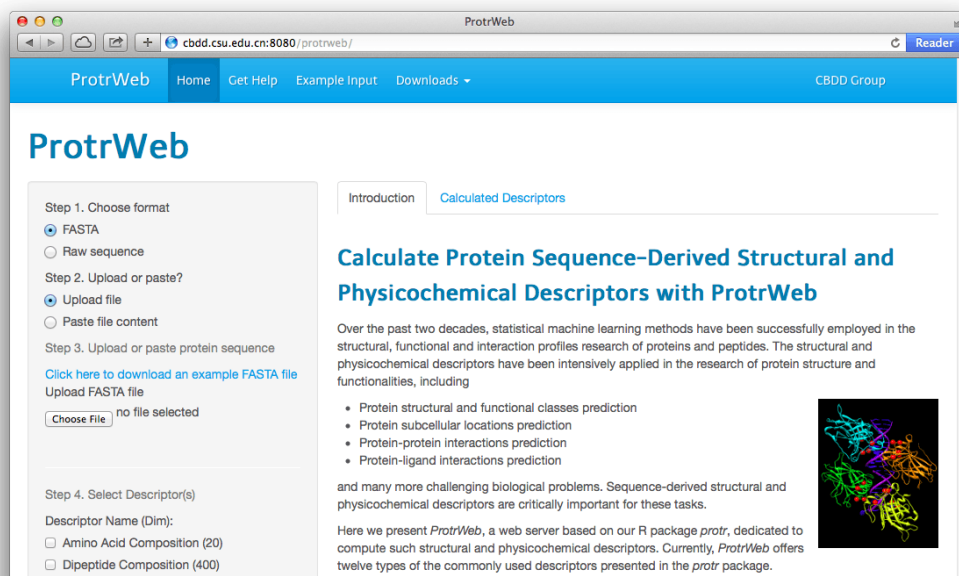 ProtrWeb
cbdd.csu.edu.cn:8080/protrweb/
Reader
ProtrWeb Home Get Help Example Input Downloads CBDD Group
ProtrWeb
Step 1. Choose format
FASTA
Raw sequence
Step 2. Upload or paste?
Upload file
Paste file content
Step 3. Upload or paste protein sequence
Click here to download an example FASTA file
Upload FASTA file
Choose File no file selected
Step 4. Select Descriptor(s)
Descriptor Name (Dim):
Amino Acid Composition (20)
Dipeptide Composition (400)
Introduction Calculated Descriptors
Calculate Protein Sequence-Derived Structural and
Physicochemical Descriptors with ProtrWeb
Over the past two decades, statistical machine learning methods have been successfully employed in the
structural, functional and interaction profiles research of proteins and peptides. The structural and
physicochemical descriptors have been intensively applied in the research of protein structure and
functionalities, including
• Protein structural and functional classes prediction
• Protein subcellular locations prediction
• Protein-protein interactions prediction
• Protein-ligand interactions prediction
and many more challenging biological problems. Sequence-derived structural and
physicochemical descriptors are critically important for these tasks.
Here we present ProtrWeb, a web server based on our R package protr, dedicated to
compute such structural and physicochemical descriptors. Currently, ProtrWeb offers
twelve types of the commonly used descriptors presented in the protr package.